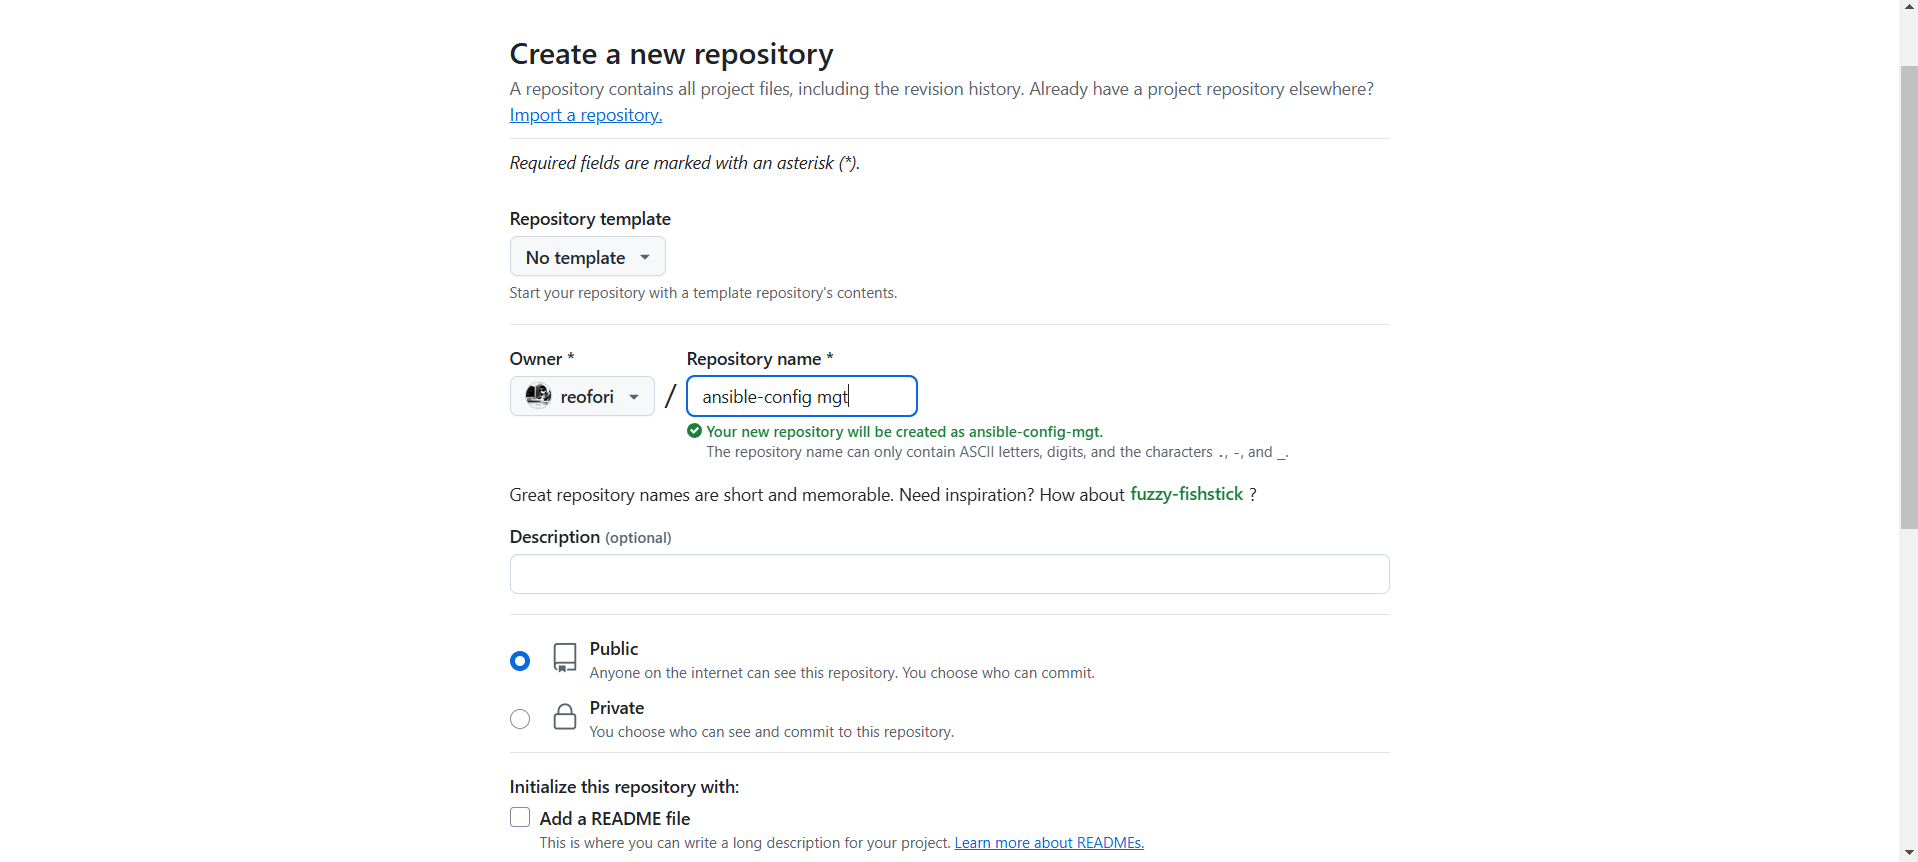 Create a new repository
A repository contains all project files, including the revision history. Already have a project repository elsewhere?
Import a repository.
Required fields are marked with an asterisk (*).
Repository template
No template
Start your repository with a template repository's contents.
Owner *
Repository name *
reofori
/
ansible-config mgt
Your new repository will be created as ansible-config-mgt.
The repository name can only contain ASCII letters, digits, and the characters ., -, and _.
Great repository names are short and memorable. Need inspiration? How about fuzzy-fishstick ?
Description (optional)
Public
Anyone on the internet can see this repository. You choose who can commit.
Private
You choose who can see and commit to this repository.
Initialize this repository with:
Add a README file
This is where you can write a long description for your project. Learn more about READMEs.